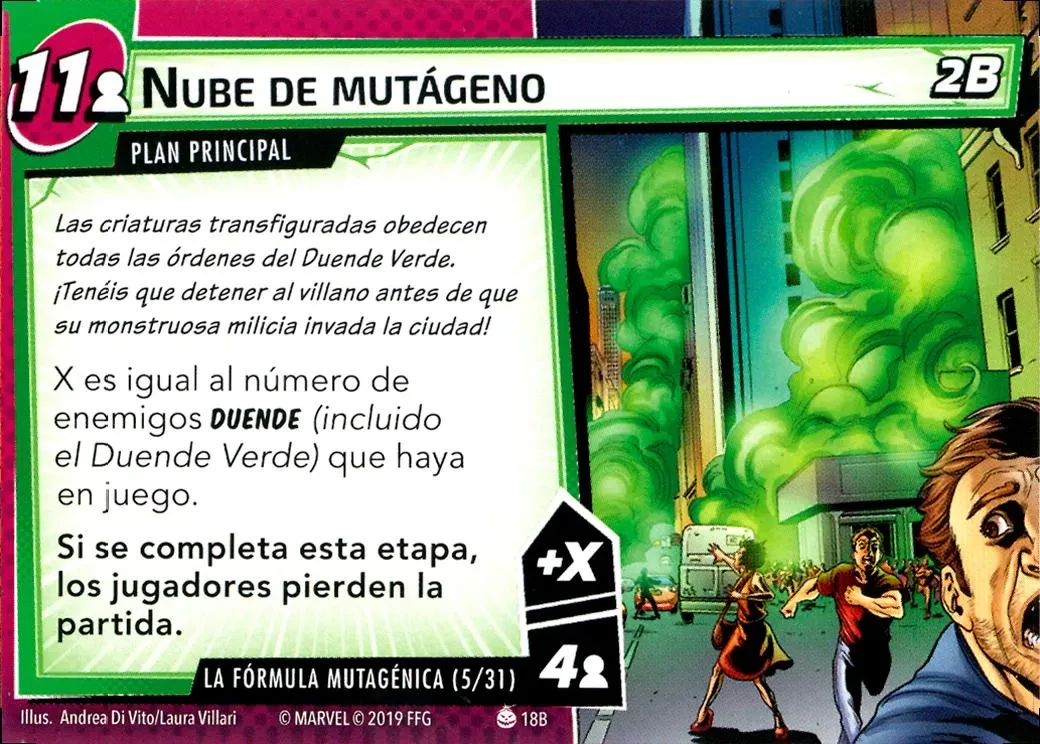 11
NUBE DE MUTÁGENO
2B
PLAN PRINCIPAL
Las criaturas transfiguradas obedecen
todas las órdenes del Duende Verde.
¡Tenéis que detener al villano antes de que
su monstruosa milicia invada la ciudad!
X es igual al número de
enemigos DUENDE (incluido
el Duende Verde) que haya
en juego.
Si se completa esta etapa,
los jugadores pierden la
partida.
+X
4
LA FÓRMULA MUTAGÉNICA (5/31)
Illus. Andrea Di Vito/Laura Villari © MARVEL © 2019 FFG 18B